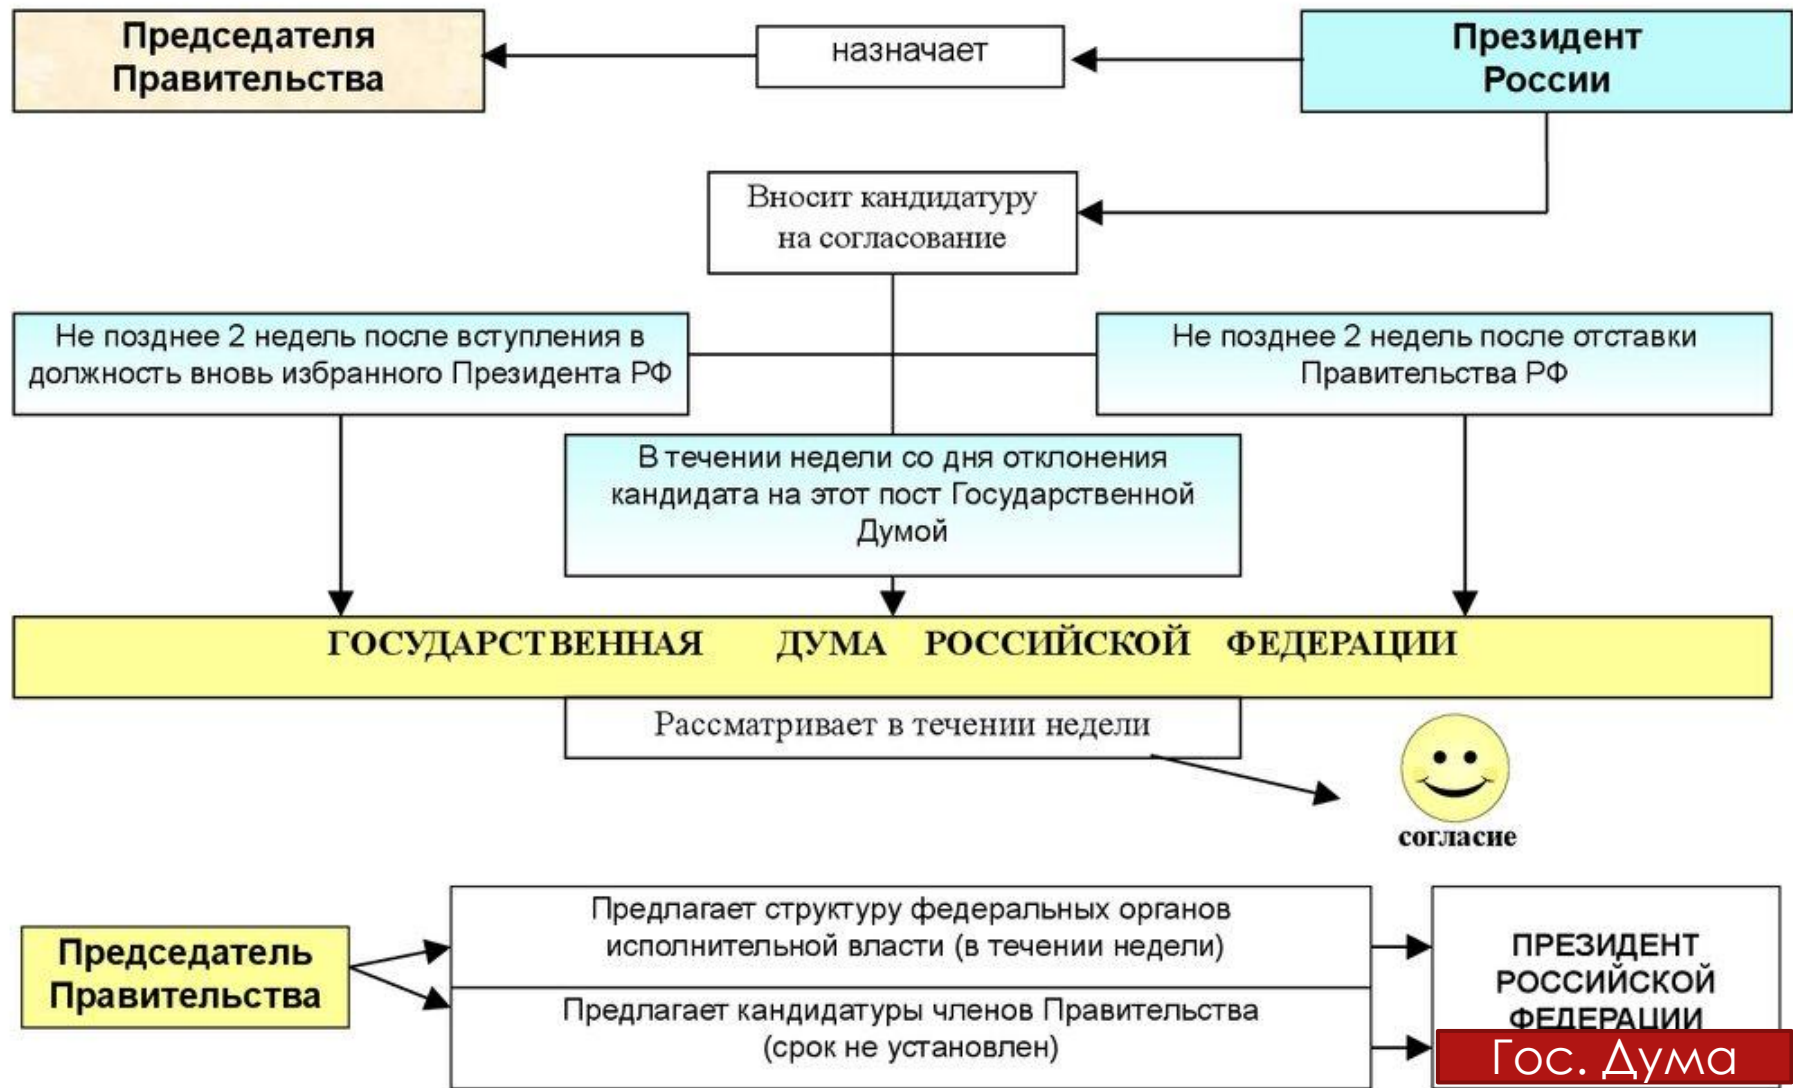 Председателя
Правительства
назначает
Президент
России
Вносит кандидатуру
на согласование
Не позднее 2 недель после вступления в
должность вновь избранного Президента РФ
Не позднее 2 недель после отставки
Правительства РФ
В течении недели со дня отклонения
кандидата на этот пост Государственной
Думой
ГОСУДАРСТВЕННАЯ ДУМА РОССИЙСКОЙ ФЕДЕРАЦИИ
Рассматривает в течении недели
согласие
Председатель
Правительства
Предлагает структуру федеральных органов
исполнительной власти (в течении недели)
Предлагает кандидатуры членов Правительства
(срок не установлен)
ПРЕЗИДЕНТ
РОССИЙСКОЙ
ФЕДЕРАЦИИ
Гос. Дума